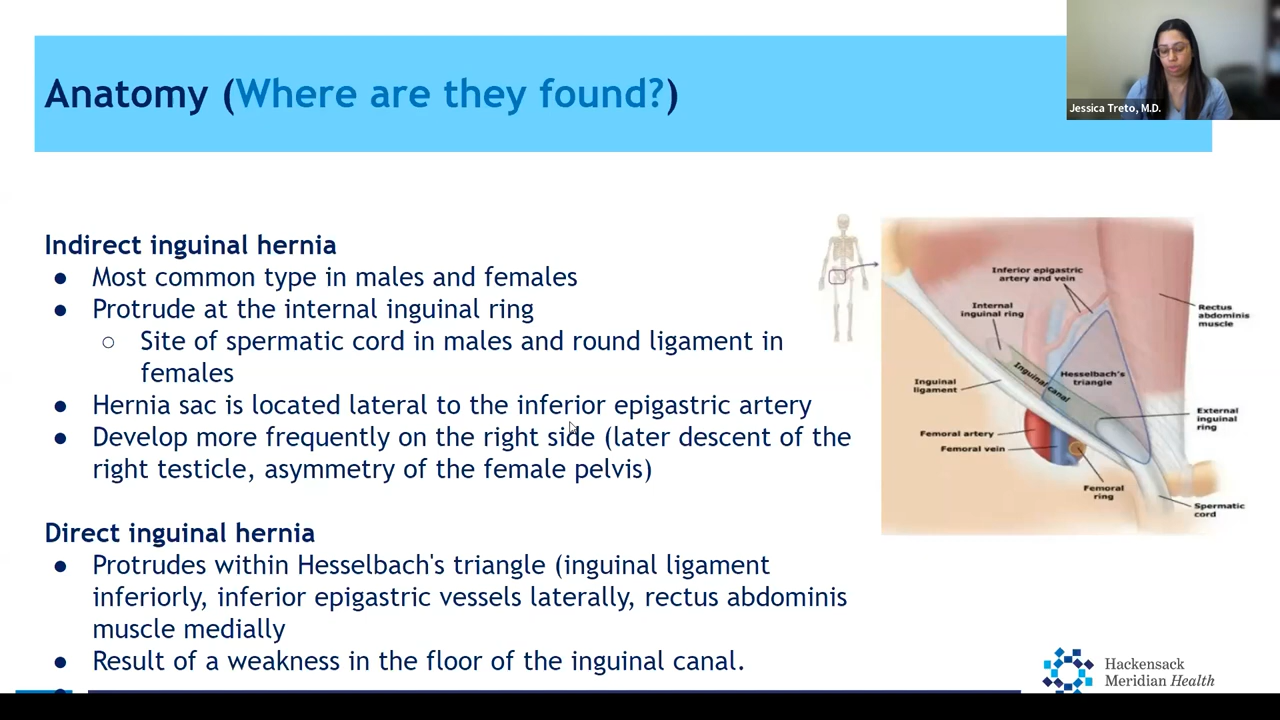 Jessica Treto, M.D.
Anatomy (Where are they found?)
Indirect inguinal hernia
● Most common type in males and females
● Protrude at the internal inguinal ring
○ Site of spermatic cord in males and round ligament in
females
● Hernia sac is located lateral to the inferior epigastric artery
● Develop more frequently on the right side (later descent of the
right testicle, asymmetry of the female pelvis)
Direct inguinal hernia
● Protrudes within Hesselbach's triangle (inguinal ligament
inferiorly, inferior epigastric vessels laterally, rectus abdominis
muscle medially
● Result of a weakness in the floor of the inguinal canal.
Inferior epigastric
artery and vein
Internal
inguinal ring
Rectus
abdominis
muscle
Inguinal canal
Hesselbach's
triangle
Inguinal
ligament
External
inguinal
ring
Femoral artery
Femoral vein
Femoral
ring
Spermatic
cord
Hackensack
Meridian Health